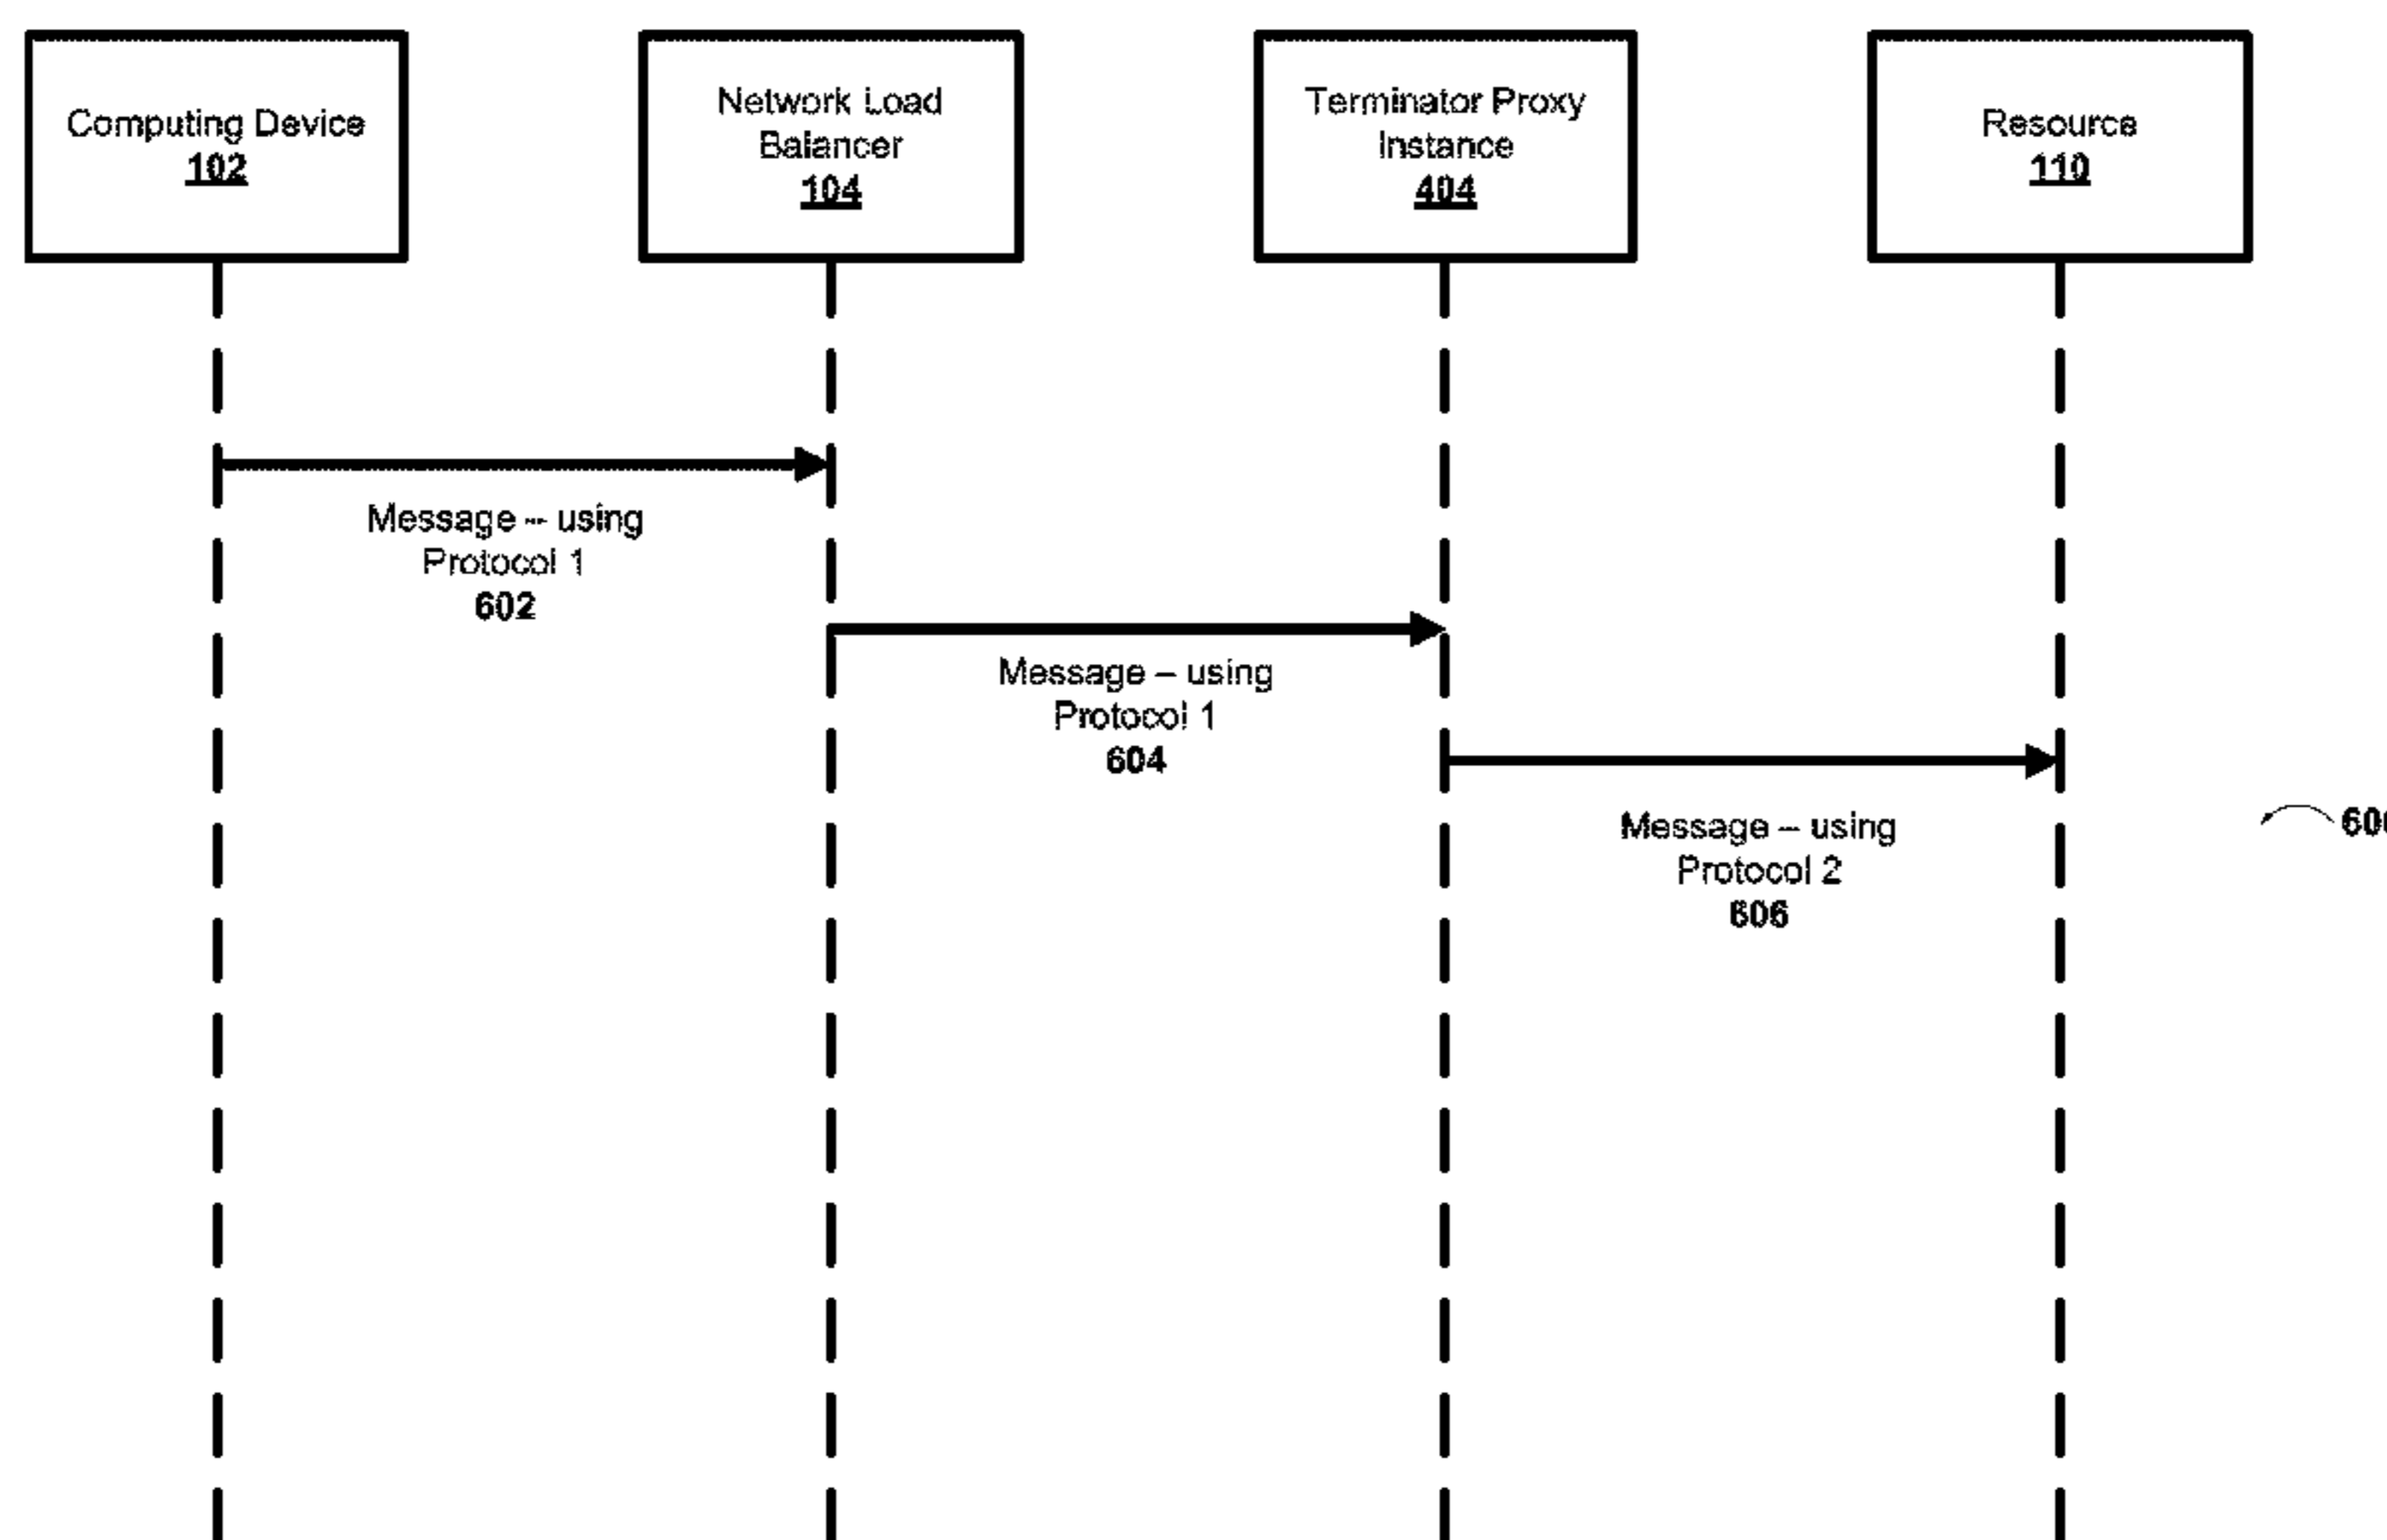 Computing Device
102
Network Load
Balancer
104
Terminator Proxy
Instance
404
Resource
110
Message – using
Protocol 1
602
Message – using
Protocol 1
604
Message – using
Protocol 2
606